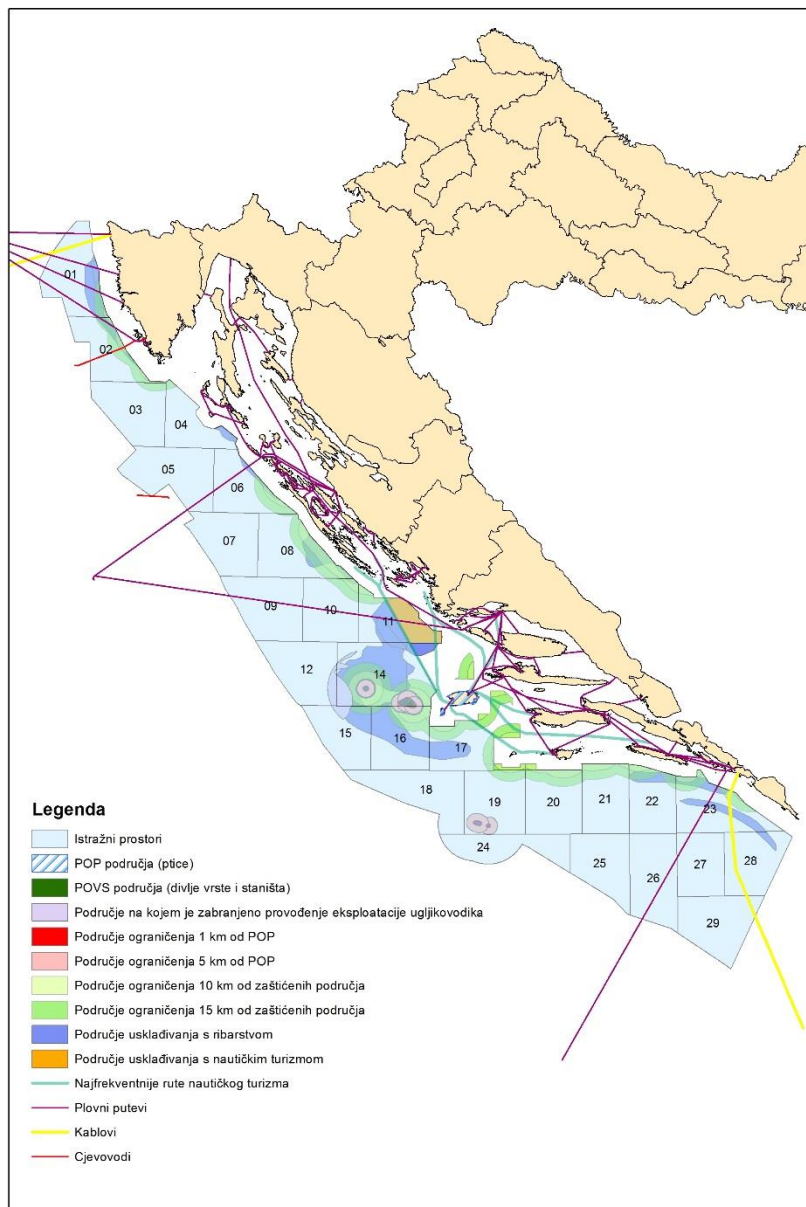 01
02
03
04
05
06
07
08
09
10
11
12
14
15
16
17
18
19
20
21
22
23
24
25
26
27
28
29
Legenda
Istražni prostori
POP područja (ptice)
POVS područja (divlje vrste i staništa)
Područje na kojem je zabranjeno provođenje eksploatacije ugljikovodika
Područje ograničenja 1 km od POP
Područje ograničenja 5 km od POP
Područje ograničenja 10 km od zaštićenih područja
Područje ograničenja 15 km od zaštićenih područja
Područje usklađivanja s ribarstvom
Područje usklađivanja s nautičkim turizmom
Najfrekventnije rute nautičkog turizma
Plovni putevi
Kablovi
Cjevovodi